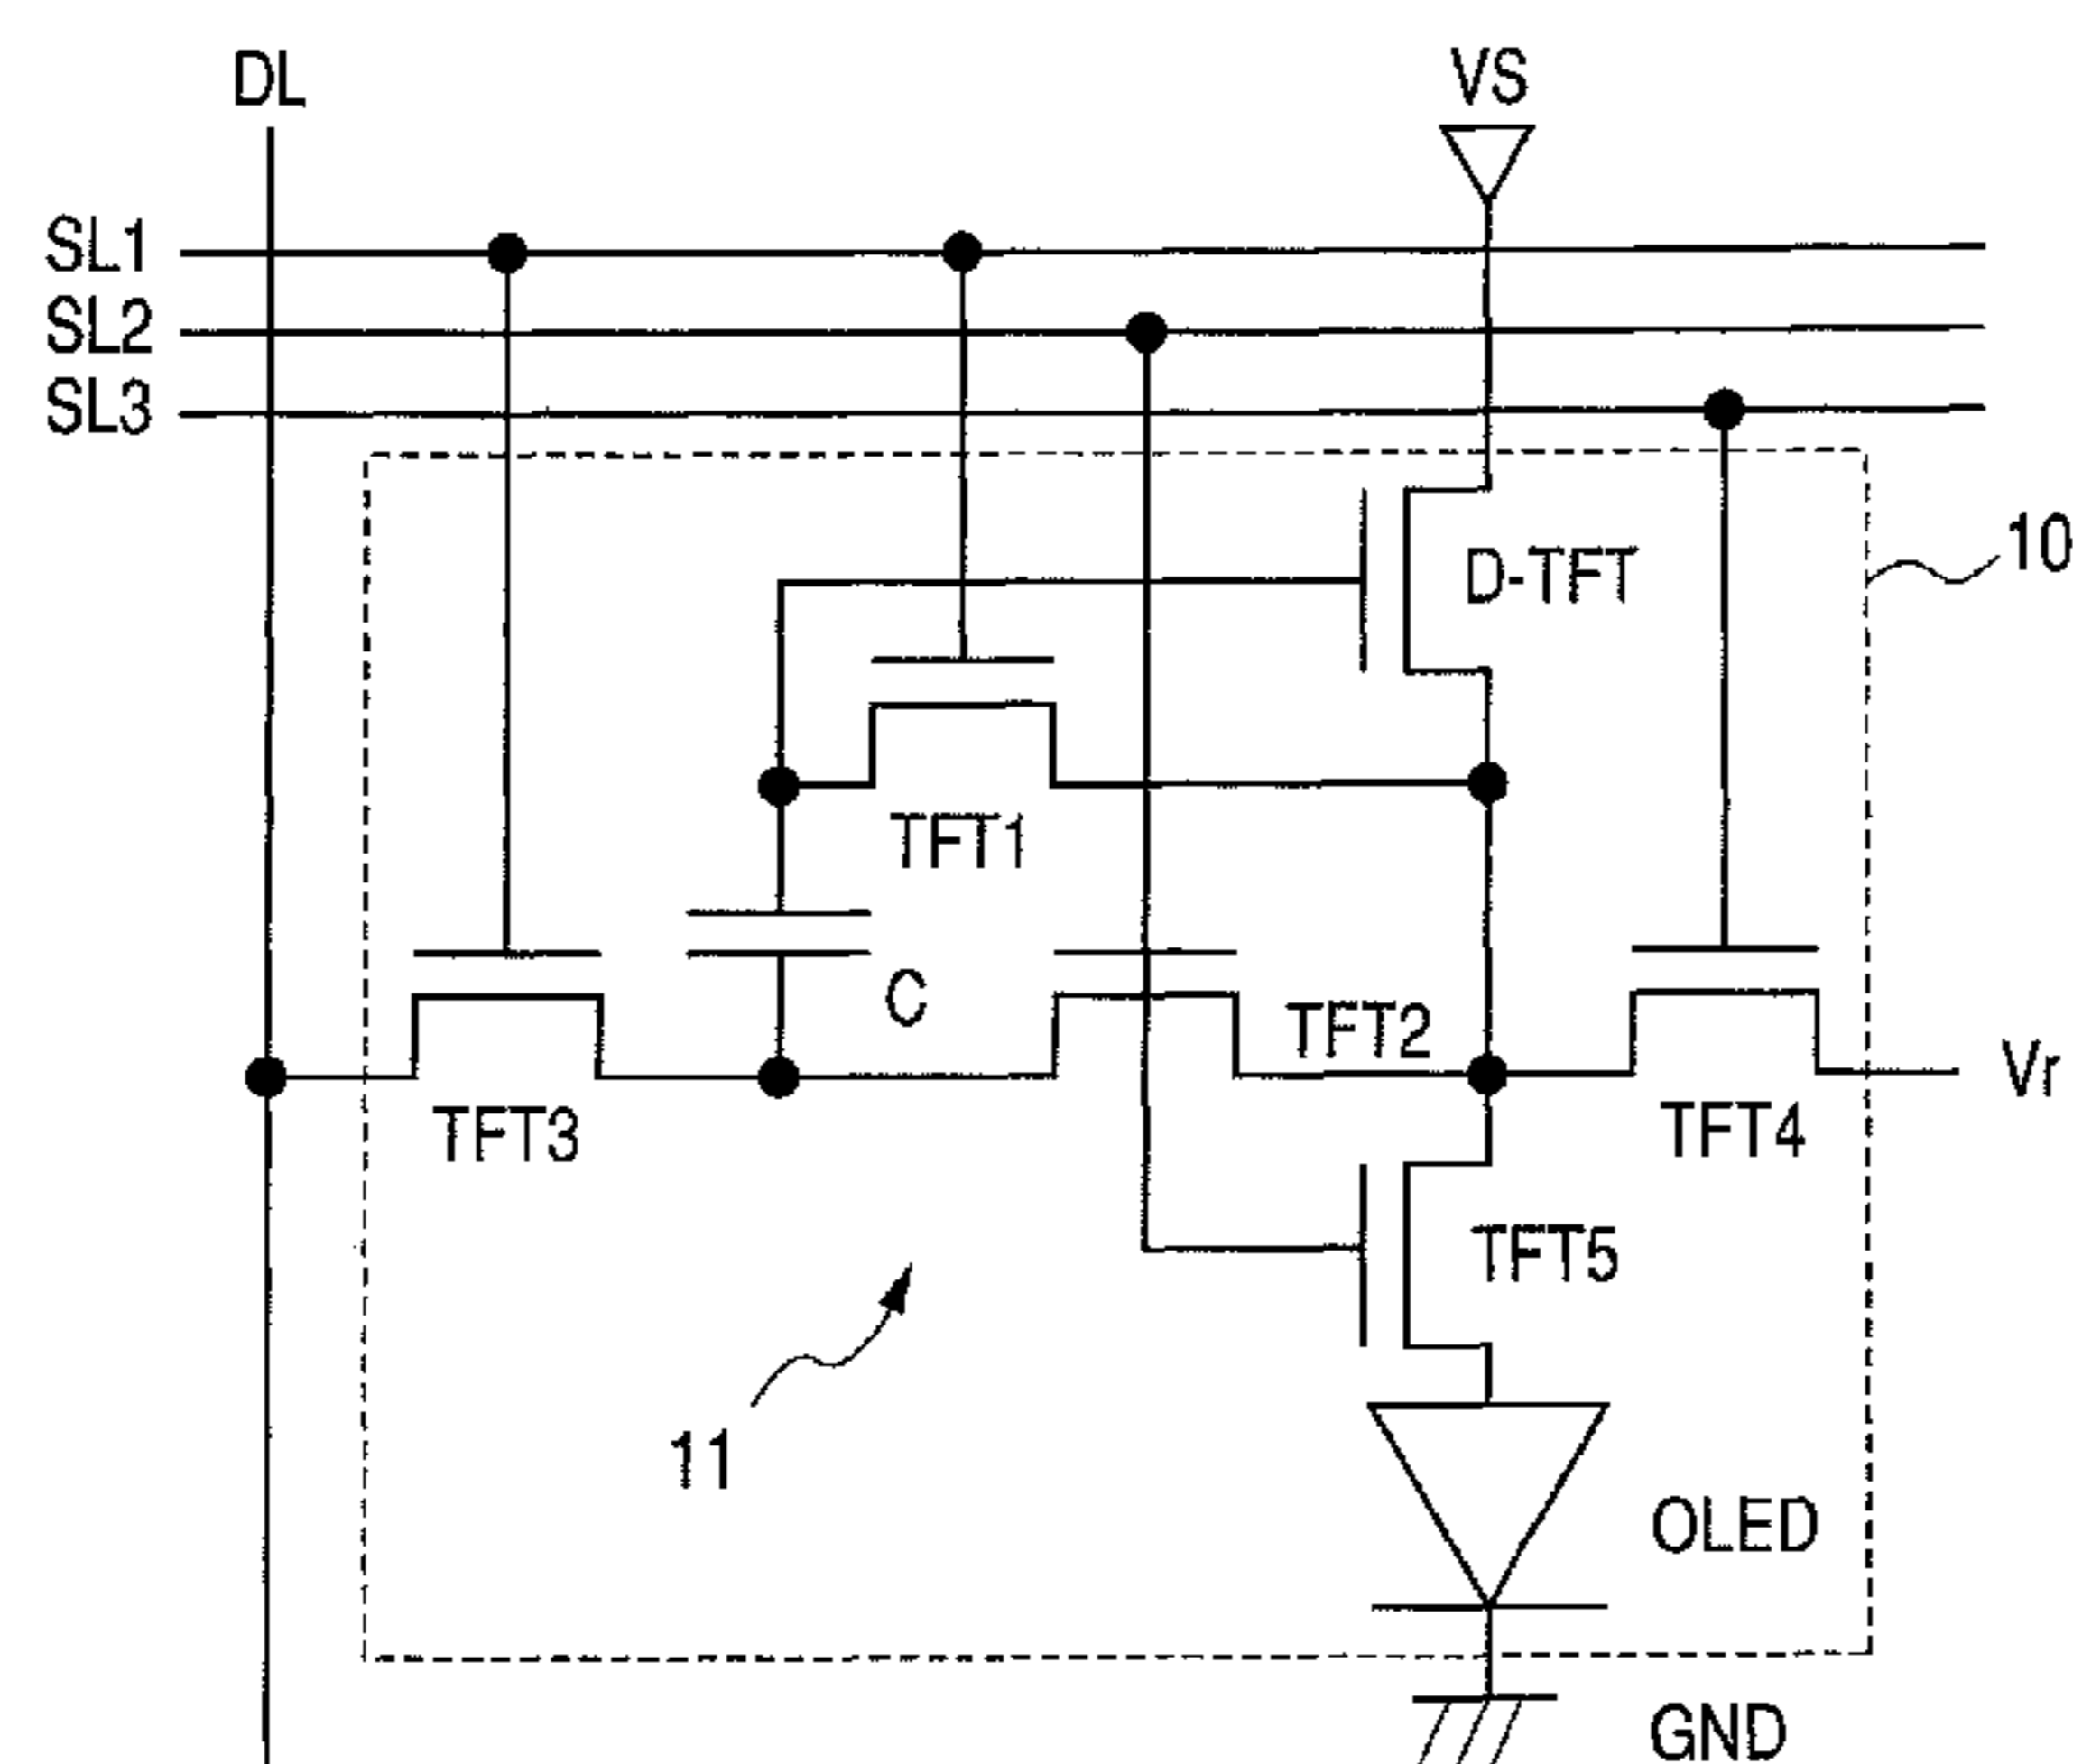 DL
VS
SL1
SL2
SL3
10
D-TFT
TFT1
C
TFT2
Vr
TFT3
TFT4
TFT5
11
OLED
GND